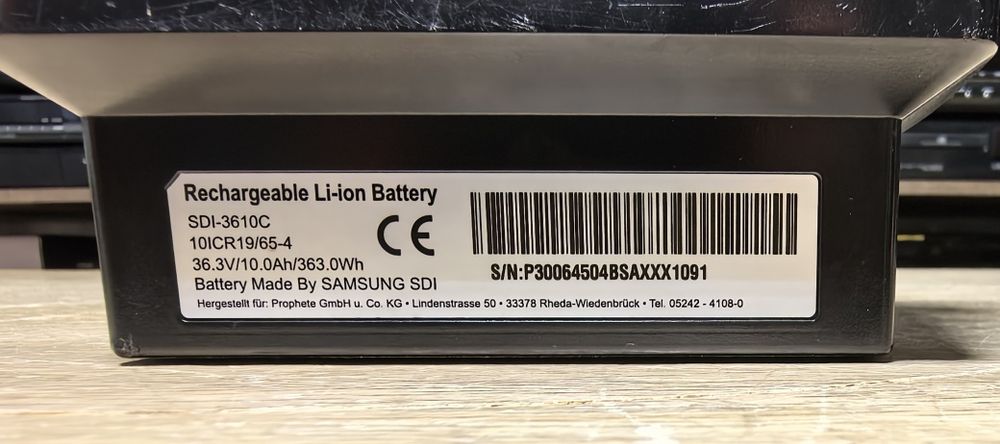 Rechargeable Li-ion Battery
SDI-3610C
10ICR19/65-4
36.3V/10.0Ah/363.0Wh
Battery Made By SAMSUNG SDI
CE
S/N:P30064504BSAXXX1091
Hergestellt für: Prophete GmbH u. Co. KG • Lindenstrasse 50 • 33378 Rheda-Wiedenbrück • Tel. 05242 - 4108-0